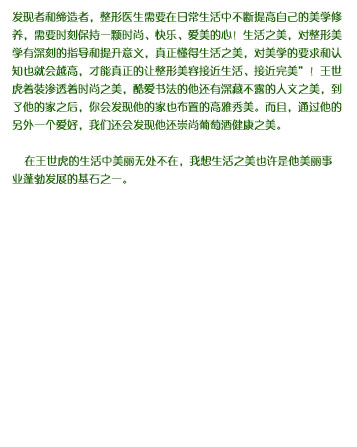 发现者和缔造者，整形医生需要在日常生活中不断提高自己的美学修
养，需要时刻保持一颗时尚、快乐、爱美的心！生活之美，对整形美
学有深刻的指导和提升意义，真正懂得生活之美，对美学的要求和认
知也就会越高，才能真正的让整形美容接近生活、接近完美”！王世
虎着装渗透着时尚之美，酷爱书法的他还有深藏不露的人文之美，到
了他的家之后，你会发现他的家也布置的高雅秀美。而且，通过他的
另外一个爱好，我们还会发现他还崇尚葡萄酒健康之美。
在王世虎的生活中美丽无处不在，我想生活之美也许是他美丽事
业蓬勃发展的基石之一。